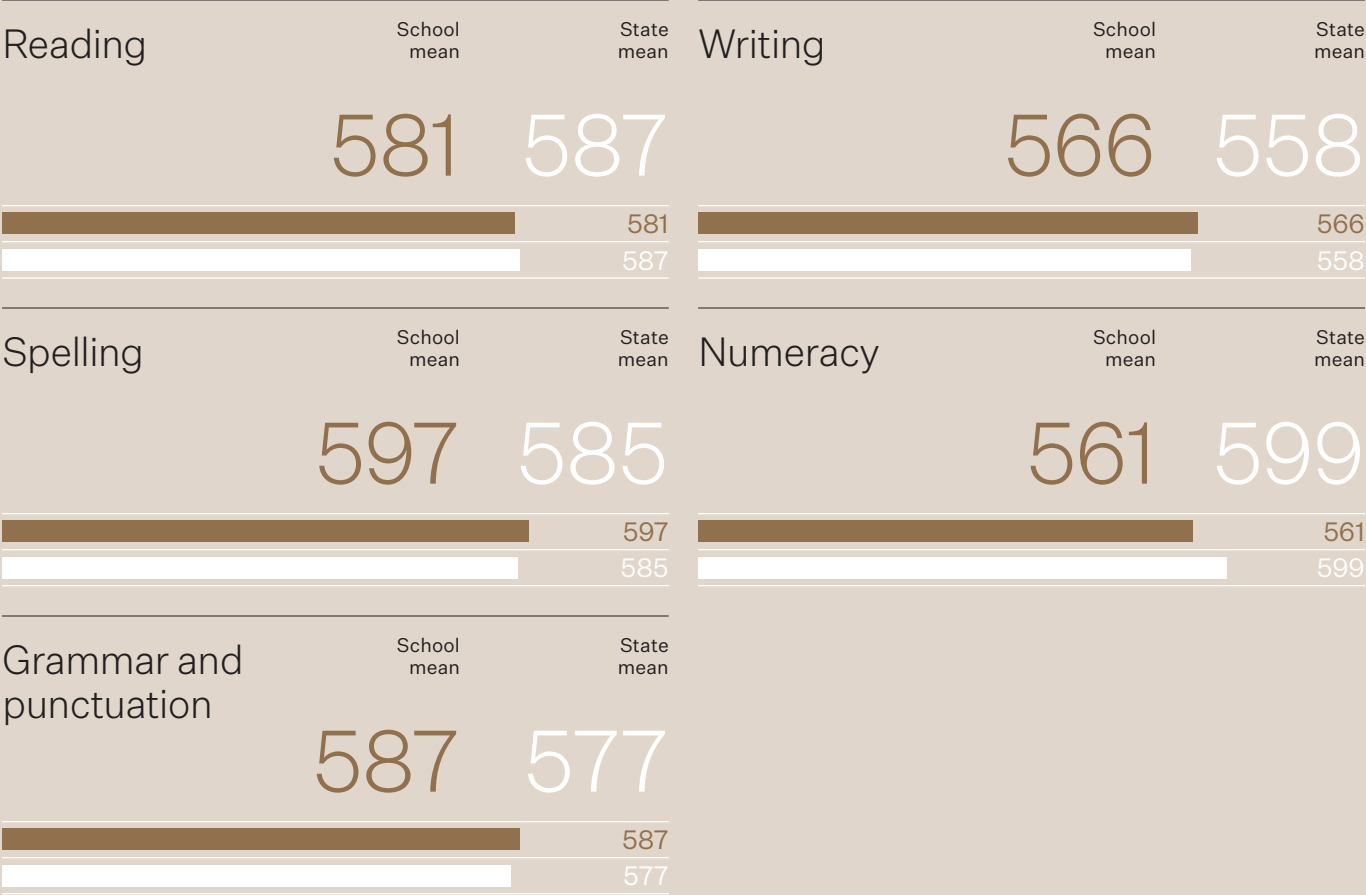 Reading
School mean
State mean
581
587
581
587
Writing
School mean
State mean
566
558
566
558
Spelling
School mean
State mean
597
585
597
585
Numeracy
School mean
State mean
561
599
561
599
Grammar and
punctuation
School mean
State mean
587
577
587
577